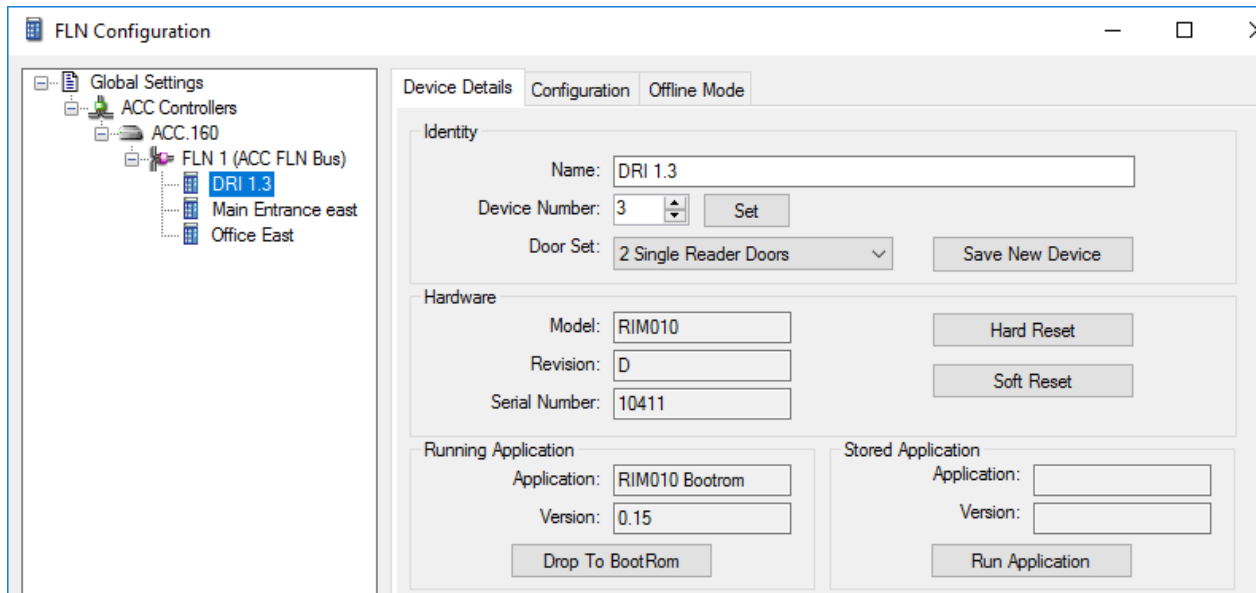 FLN Configuration
Global Settings
ACC Controllers
ACC.160
FLN 1 (ACC FLN Bus)
DRI 1.3
Main Entrance east
Office East
Device Details Configuration Offline Mode
Identity
Name: DRI 1.3
Device Number: 3 Set
Door Set: 2 Single Reader Doors Save New Device
Hardware
Model: RIM010 Hard Reset
Revision: D
Soft Reset
Serial Number: 10411
Running Application
Application: RIM010 Bootrom
Version: 0.15
Drop To BootRom
Stored Application
Application:
Version:
Run Application